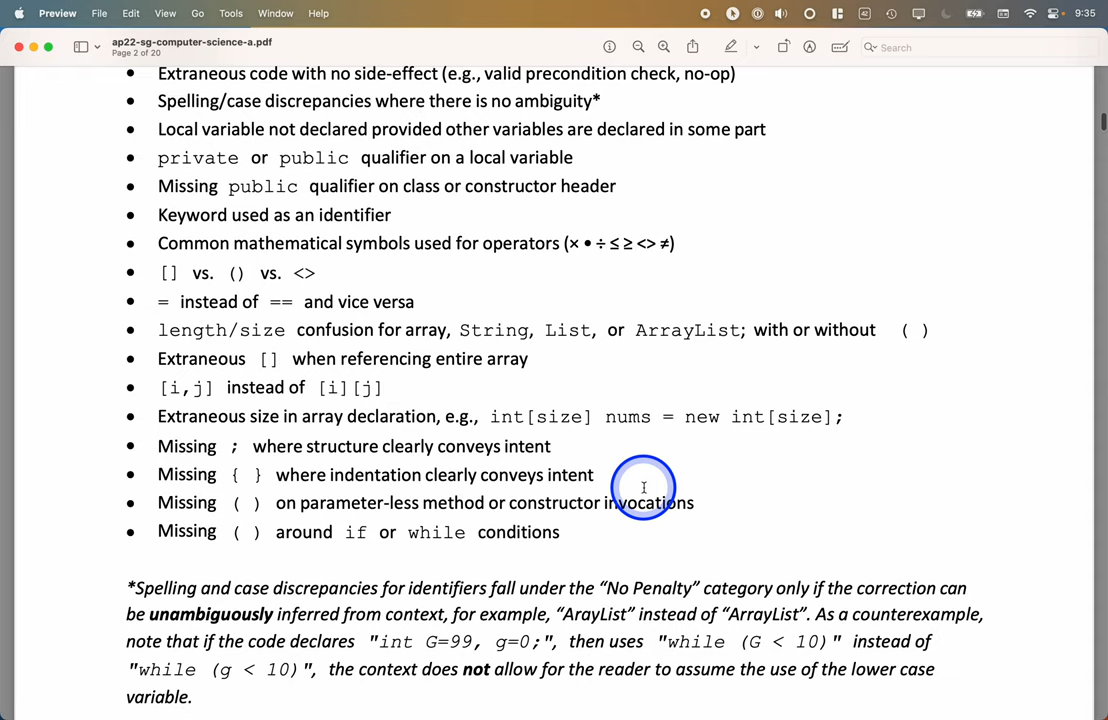 Preview File Edit View Go Tools Window Help 42 9:35
ap22-sg-computer-science-a.pdf
Page 2 of 20
Search
• Extraneous code with no side-effect (e.g., valid precondition check, no-op)
• Spelling/case discrepancies where there is no ambiguity*
• Local variable not declared provided other variables are declared in some part
• private or public qualifier on a local variable
• Missing public qualifier on class or constructor header
• Keyword used as an identifier
• Common mathematical symbols used for operators (× • ÷ ≤ ≥ <> ≠)
• [] vs. () vs. <>
• = instead of == and vice versa
• length/size confusion for array, String, List, or ArrayList; with or without ( )
• Extraneous [] when referencing entire array
• [i,j] instead of [i][j]
• Extraneous size in array declaration, e.g., int[size] nums = new int[size];
• Missing ; where structure clearly conveys intent
• Missing { } where indentation clearly conveys intent
• Missing ( ) on parameter-less method or constructor invocations
• Missing ( ) around if or while conditions
*Spelling and case discrepancies for identifiers fall under the “No Penalty” category only if the correction can
be unambiguously inferred from context, for example, “ArayList” instead of “ArrayList”. As a counterexample,
note that if the code declares "int G=99, g=0;", then uses "while (G < 10)" instead of
"while (g < 10)", the context does not allow for the reader to assume the use of the lower case
variable.